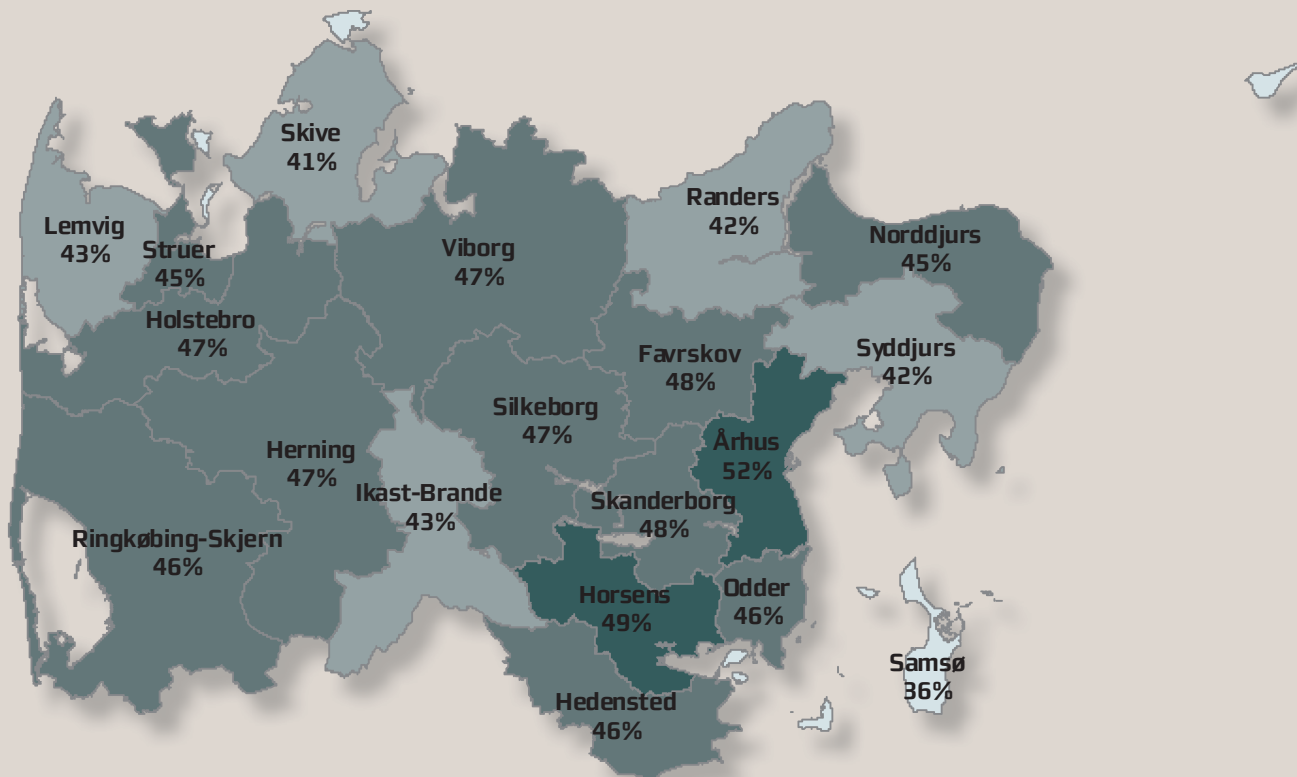 Skive
41%
Randers
42%
Lemvig
43%
Struer
45%
Viborg
47%
Norddjurs
45%
Holstebro
47%
Favrskov
48%
Syddjurs
42%
Silkeborg
47%
Århus
52%
Herning
47%
Ikast-Brande
43%
Skanderborg
48%
Ringkøbing-Skjern
46%
Horsens
49%
Odder
46%
Samsø
36%
Hedensted
46%